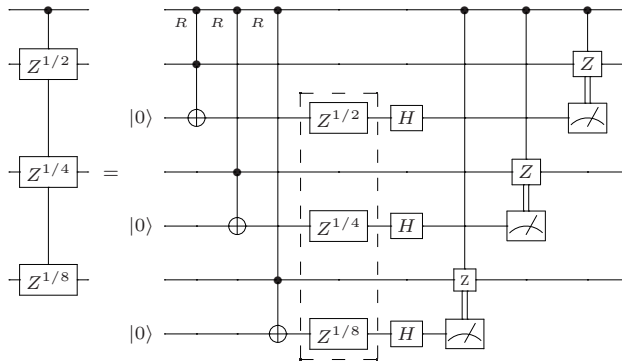 R R R
Z^{1/2} Z
|0⟩ Z^{1/2} H
Z^{1/4} = Z
|0⟩ Z^{1/4} H
Z^{1/8} Z
|0⟩ Z^{1/8} H